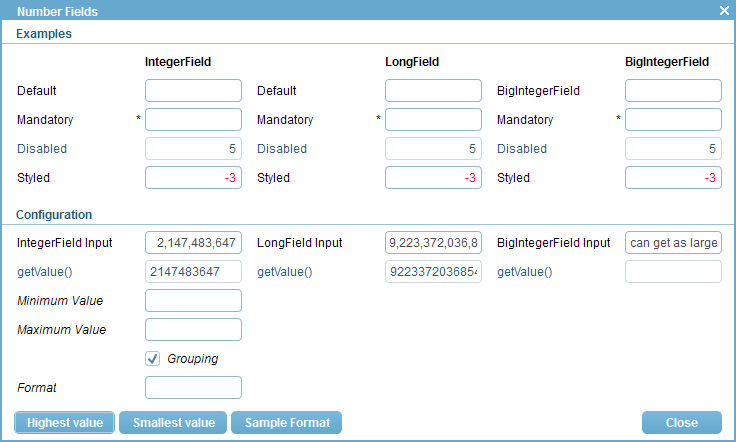 Number Fields
Examples
IntegerField LongField BigIntegerField
Default Default BigIntegerField
Mandatory * Mandatory * Mandatory *
Disabled 5 Disabled 5 Disabled 5
Styled -3 Styled -3 Styled -3
Configuration
IntegerField Input 2,147,483,647 LongField Input 9,223,372,036,8 BigIntegerField Input can get as large
getValue() 2147483647 getValue() 9223372036854 getValue()
Minimum Value
Maximum Value
Grouping
Format
Highest value Smallest value Sample Format Close